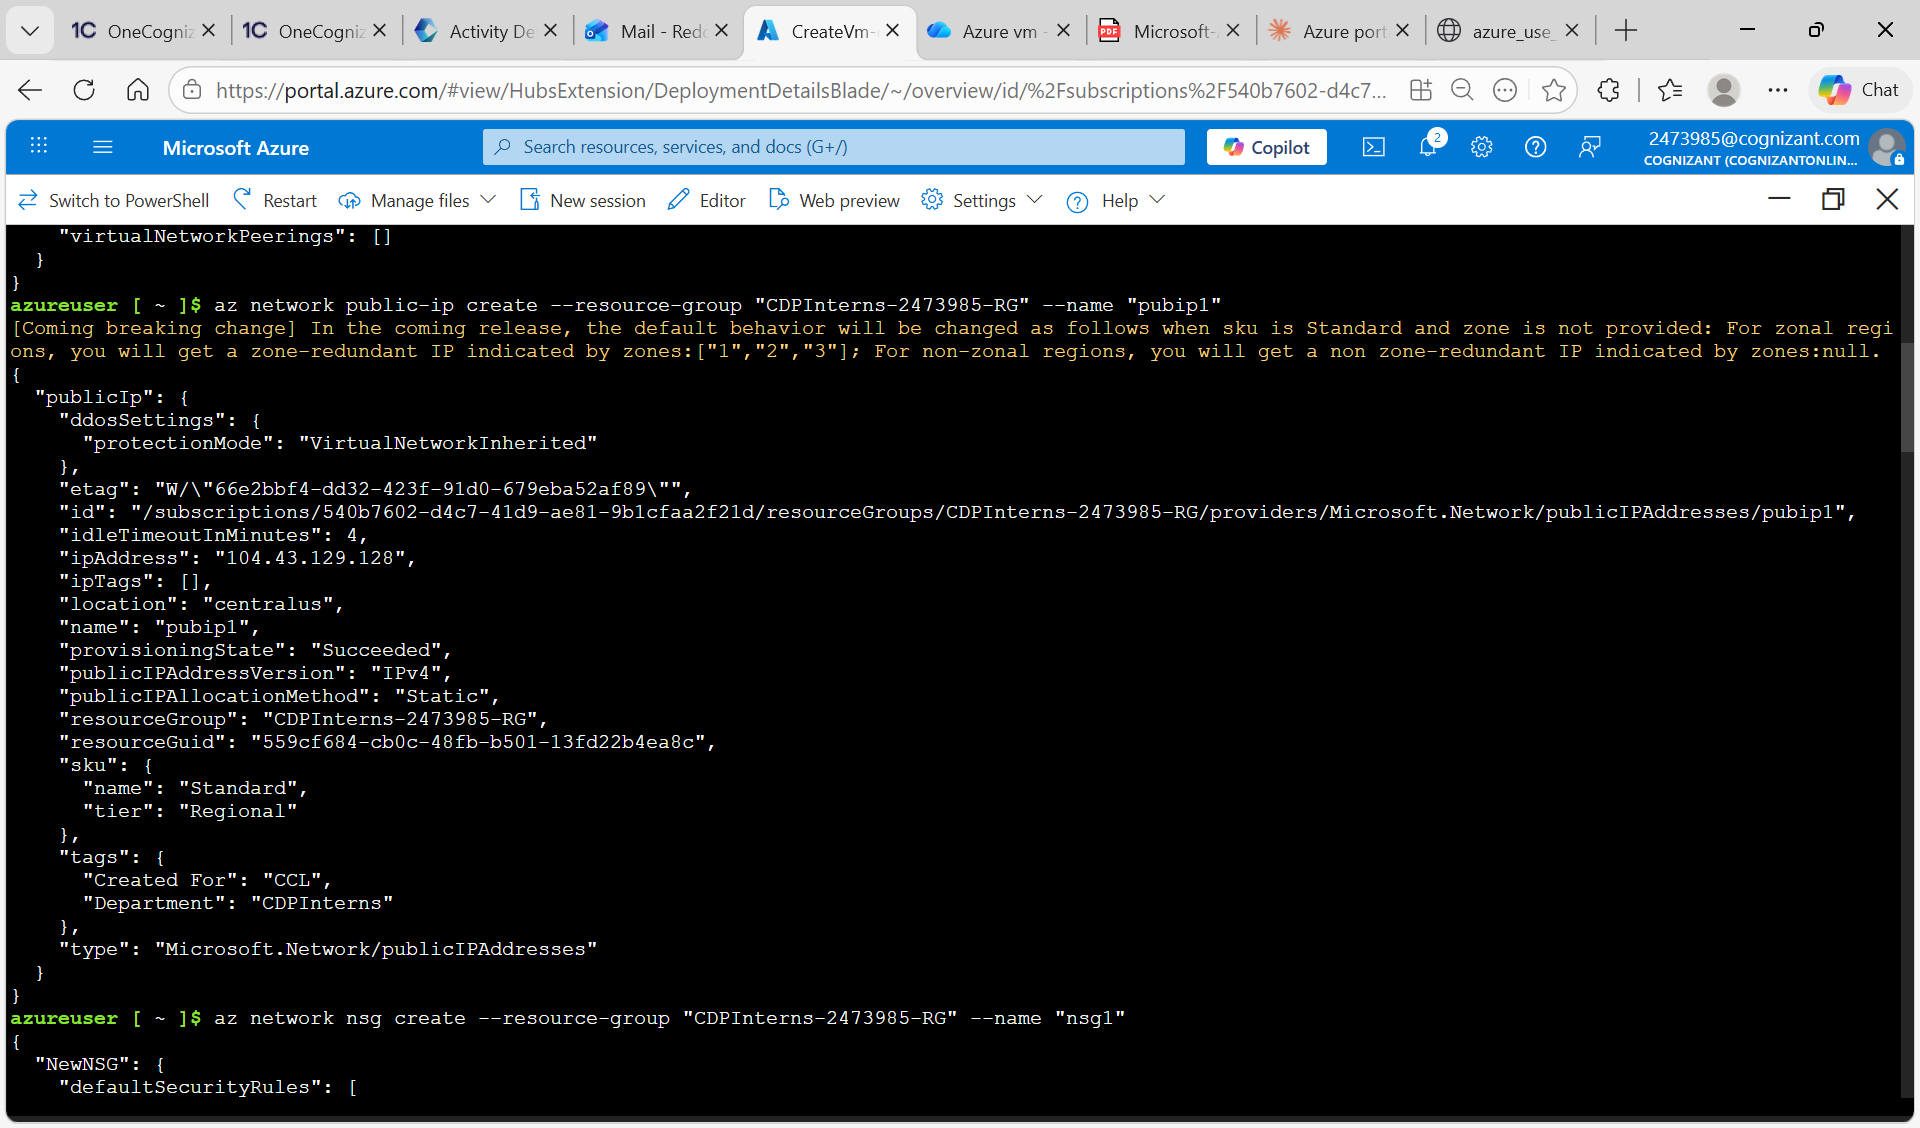 OneCogniz
OneCogniz
Activity De
Mail - Redc
CreateVm-
Azure vm -
Microsoft-
Azure port
azure_use_
https://portal.azure.com/#view/HubsExtension/DeploymentDetailsBlade/~/overview/id/%2Fsubscriptions%2F540b7602-d4c7...
Chat
Microsoft Azure
Search resources, services, and docs (G+/)
Copilot
2
2473985@cognizant.com
COGNIZANT (COGNIZANTONLIN...
Switch to PowerShell
Restart
Manage files
New session
Editor
Web preview
Settings
Help
"virtualNetworkPeerings": []
}
}
azureuser [ ~ ]$ az network public-ip create --resource-group "CDPInterns-2473985-RG" --name "pubip1"
[Coming breaking change] In the coming release, the default behavior will be changed as follows when sku is Standard and zone is not provided: For zonal regi
ons, you will get a zone-redundant IP indicated by zones:["1","2","3"]; For non-zonal regions, you will get a non zone-redundant IP indicated by zones:null.
{
"publicIp": {
"ddosSettings": {
"protectionMode": "VirtualNetworkInherited"
},
"etag": "W/\"66e2bbf4-dd32-423f-91d0-679eba52af89\"",
"id": "/subscriptions/540b7602-d4c7-41d9-ae81-9b1cfaa2f21d/resourceGroups/CDPInterns-2473985-RG/providers/Microsoft.Network/publicIPAddresses/pubip1",
"idleTimeoutInMinutes": 4,
"ipAddress": "104.43.129.128",
"ipTags": [],
"location": "centralus",
"name": "pubip1",
"provisioningState": "Succeeded",
"publicIPAddressVersion": "IPv4",
"publicIPAllocationMethod": "Static",
"resourceGroup": "CDPInterns-2473985-RG",
"resourceGuid": "559cf684-cb0c-48fb-b501-13fd22b4ea8c",
"sku": {
"name": "Standard",
"tier": "Regional"
},
"tags": {
"Created For": "CCL",
"Department": "CDPInterns"
},
"type": "Microsoft.Network/publicIPAddresses"
}
}
azureuser [ ~ ]$ az network nsg create --resource-group "CDPInterns-2473985-RG" --name "nsg1"
{
"NewNSG": {
"defaultSecurityRules": [